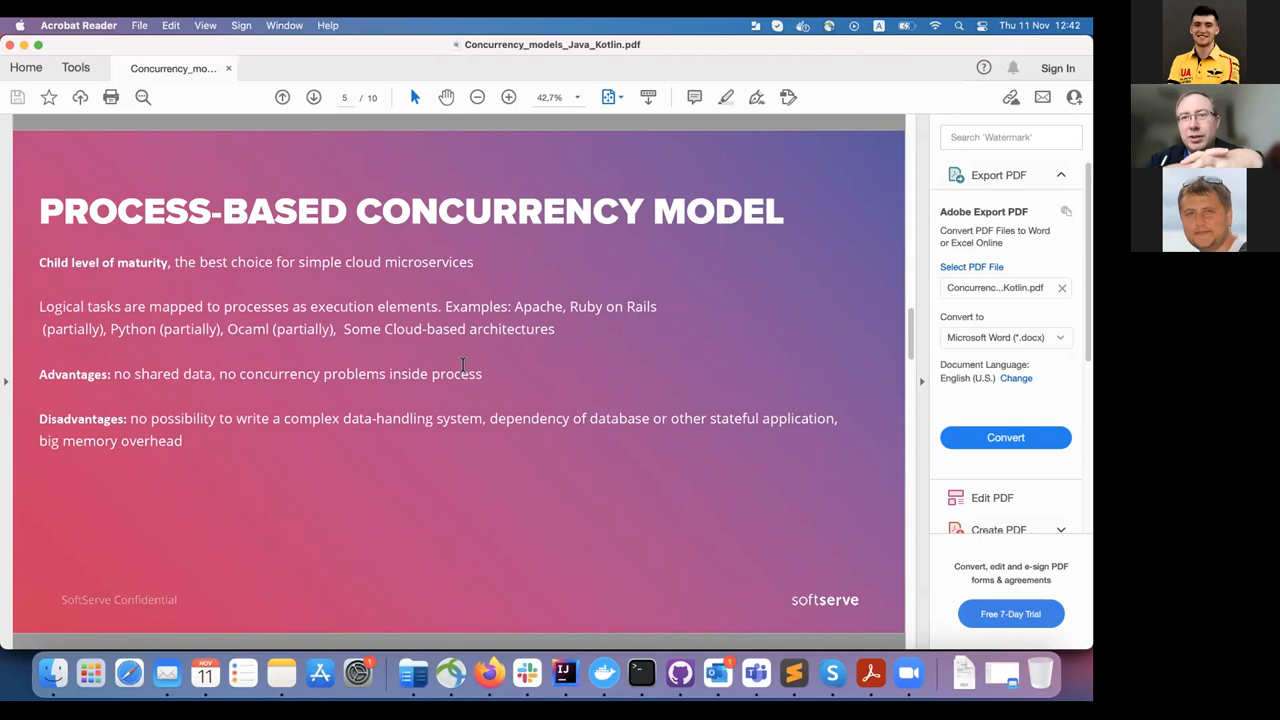 Acrobat Reader File Edit View Sign Window Help A Thu 11 Nov 12:42
Concurrency_models_Java_Kotlin.pdf
Home Tools Concurrency_mo... × Sign In
5 / 10 42,7%
PROCESS-BASED CONCURRENCY MODEL
Child level of maturity, the best choice for simple cloud microservices
Logical tasks are mapped to processes as execution elements. Examples: Apache, Ruby on Rails
(partially), Python (partially), Ocaml (partially), Some Cloud-based architectures
Advantages: no shared data, no concurrency problems inside process
Disadvantages: no possibility to write a complex data-handling system, dependency of database or other stateful application,
big memory overhead
SoftServe Confidential
softserve
Search 'Watermark'
Export PDF
Adobe Export PDF
Convert PDF Files to Word
or Excel Online
Select PDF File
Concurrenc...Kotlin.pdf
Convert to
Microsoft Word (*.docx)
Document Language:
English (U.S.) Change
Convert
Edit PDF
Create PDF
Convert, edit and e-sign PDF
forms & agreements
Free 7-Day Trial
NOV
11
1
1
UA